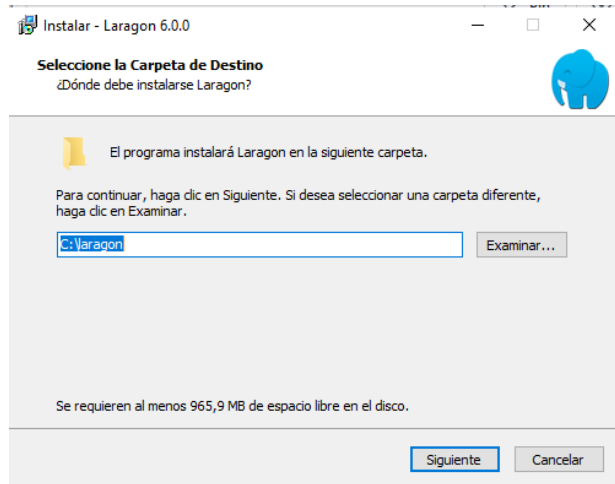 Instalar - Laragon 6.0.0
Seleccione la Carpeta de Destino
¿Dónde debe instalarse Laragon?
El programa instalará Laragon en la siguiente carpeta.
Para continuar, haga clic en Siguiente. Si desea seleccionar una carpeta diferente,
haga clic en Examinar.
C:\laragon
Examinar...
Se requieren al menos 965,9 MB de espacio libre en el disco.
Siguiente
Cancelar